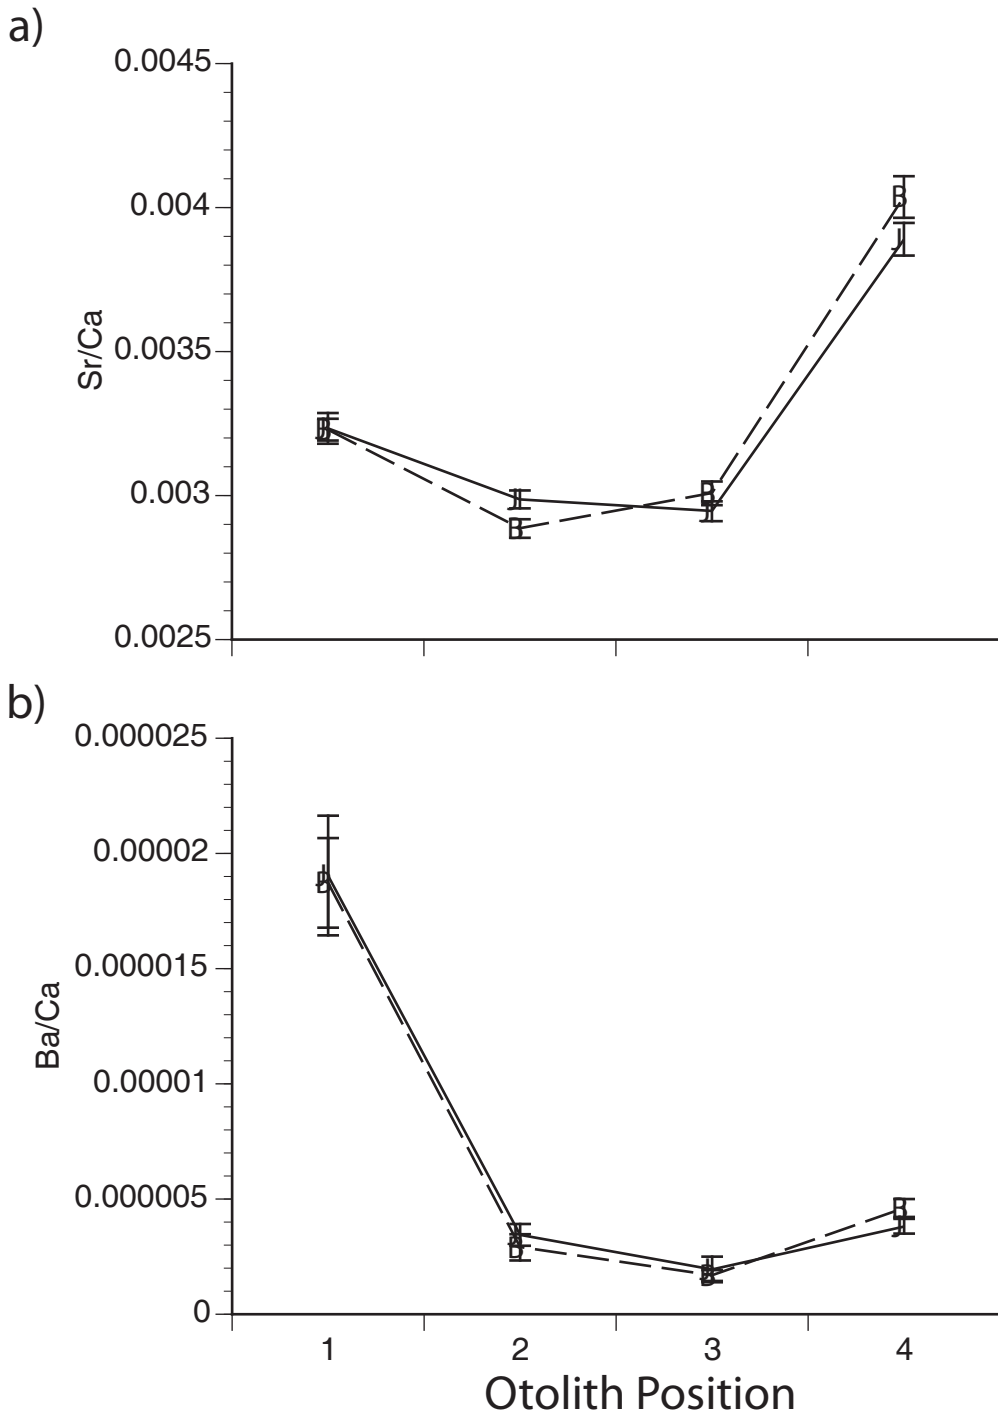 a)
0.0045
0.004
0.0035
0.003
0.0025
Sr/Ca
B
J
J
B
B
J
B
J
b)
0.000025
0.00002
0.000015
0.00001
0.000005
0
Ba/Ca
J
B
J
B
J
B
B
J
1 2 3 4
Otolith Position